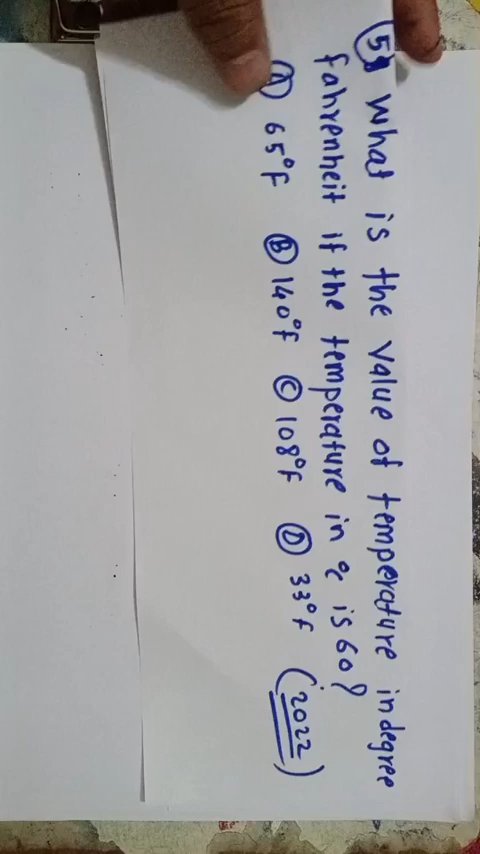 (5) What is the value of temperature in degree
fahrenheit if the temperature in °c is 60?
(A) 65°F (B) 140°F (C) 108°F (D) 33°F (2022)